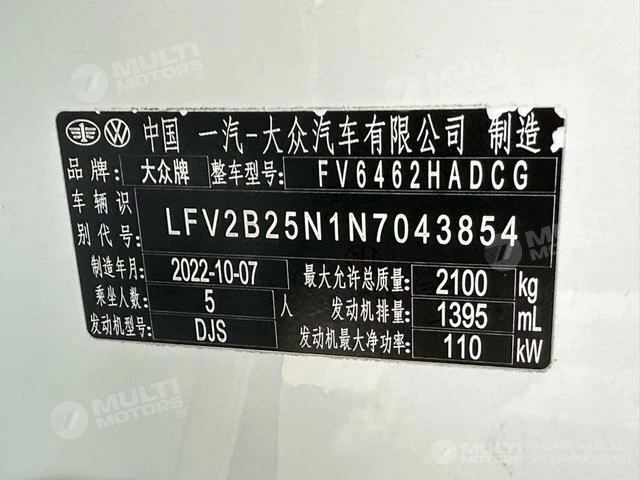 MULTI MOTORS
中国 一汽-大众汽车有限公司 制造
品牌: 大众牌 整车型号: FV6462HADCG
车辆识别代号: LFV2B25N1N7043854
制造年月: 2022-10-07 最大允许总质量: 2100 kg
乘坐人数: 5 人 发动机排量: 1395 mL
发动机型号: DJS 发动机最大净功率: 110 kW
MULTI MOTORS
MULTI